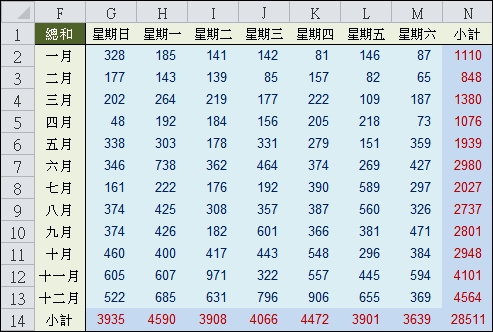 F G H I J K L M N
1 總和 星期日 星期一 星期二 星期三 星期四 星期五 星期六 小計
2 一月 328 185 141 142 81 146 87 1110
3 二月 177 143 139 85 157 82 65 848
4 三月 202 264 219 177 222 109 187 1380
5 四月 48 192 184 156 205 218 73 1076
6 五月 338 303 178 331 279 151 359 1939
7 六月 346 738 362 464 374 269 427 2980
8 七月 161 222 176 192 390 589 297 2027
9 八月 374 425 308 357 387 560 326 2737
10 九月 374 426 182 601 366 381 471 2801
11 十月 460 400 417 443 548 296 384 2948
12 十一月 605 607 971 322 557 445 594 4101
13 十二月 522 685 631 796 906 655 369 4564
14 小計 3935 4590 3908 4066 4472 3901 3639 28511